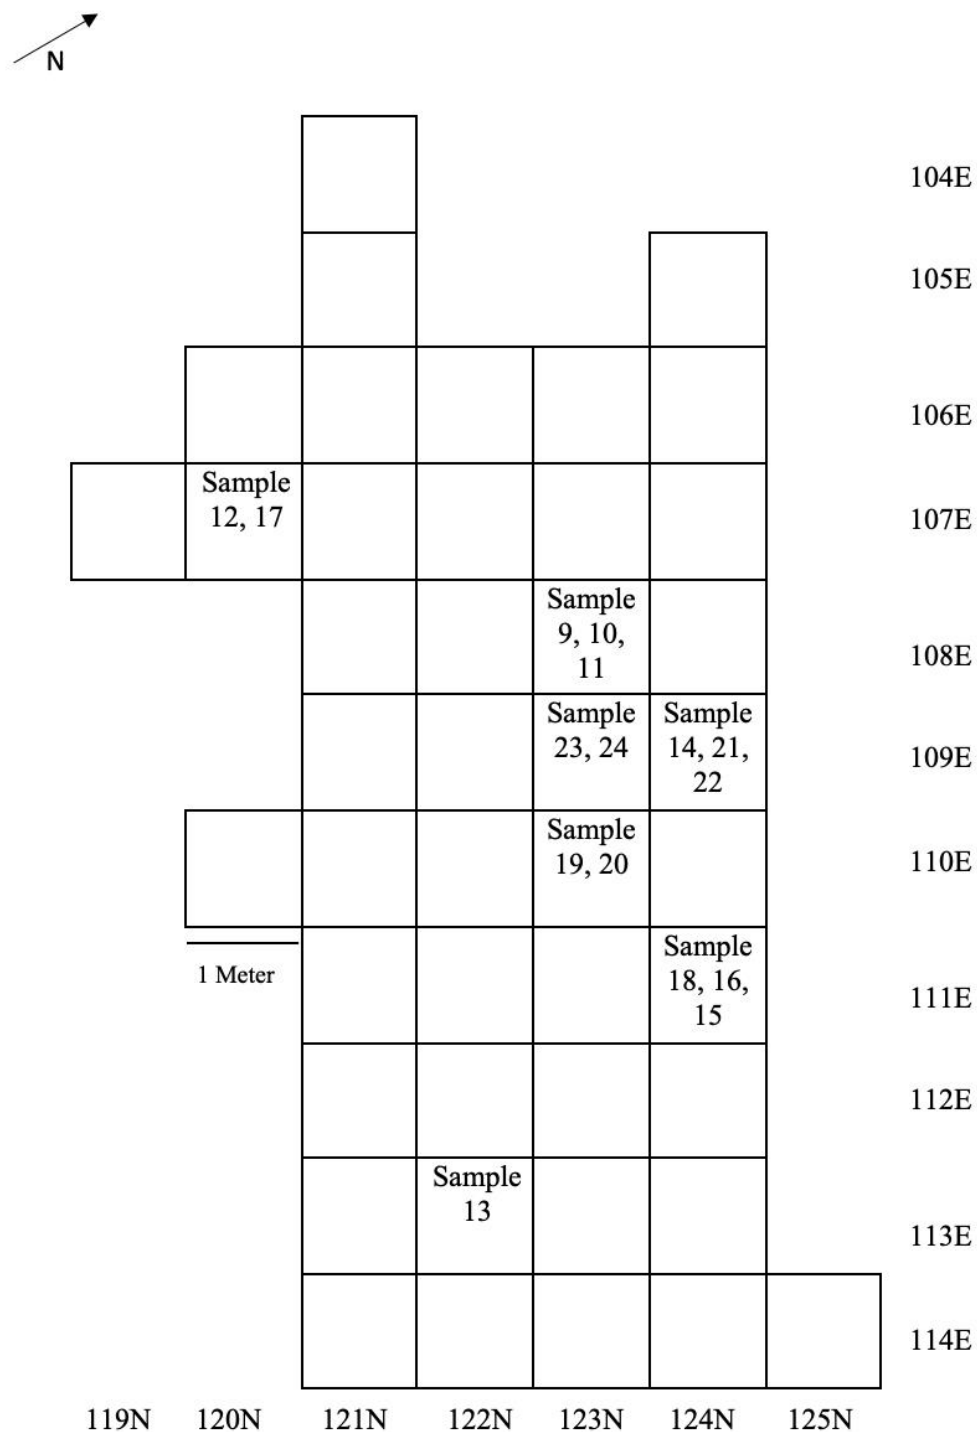 N
104E
105E
106E
Sample
12, 17
107E
Sample
9, 10,
11
108E
Sample
23, 24
Sample
14, 21,
22
109E
Sample
19, 20
110E
1 Meter
Sample
18, 16,
15
111E
112E
Sample
13
113E
114E
119N 120N 121N 122N 123N 124N 125N